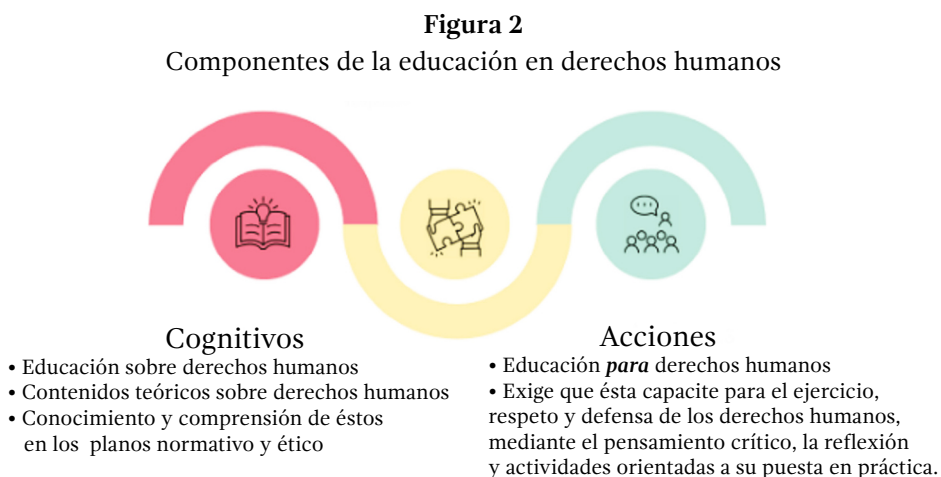 Figura 2
Componentes de la educación en derechos humanos
Cognitivos
• Educación sobre derechos humanos
• Contenidos teóricos sobre derechos humanos
• Conocimiento y comprensión de éstos
en los planos normativo y ético
Acciones
• Educación para derechos humanos
• Exige que ésta capacite para el ejercicio,
respeto y defensa de los derechos humanos,
mediante el pensamiento crítico, la reflexión
y actividades orientadas a su puesta en práctica.